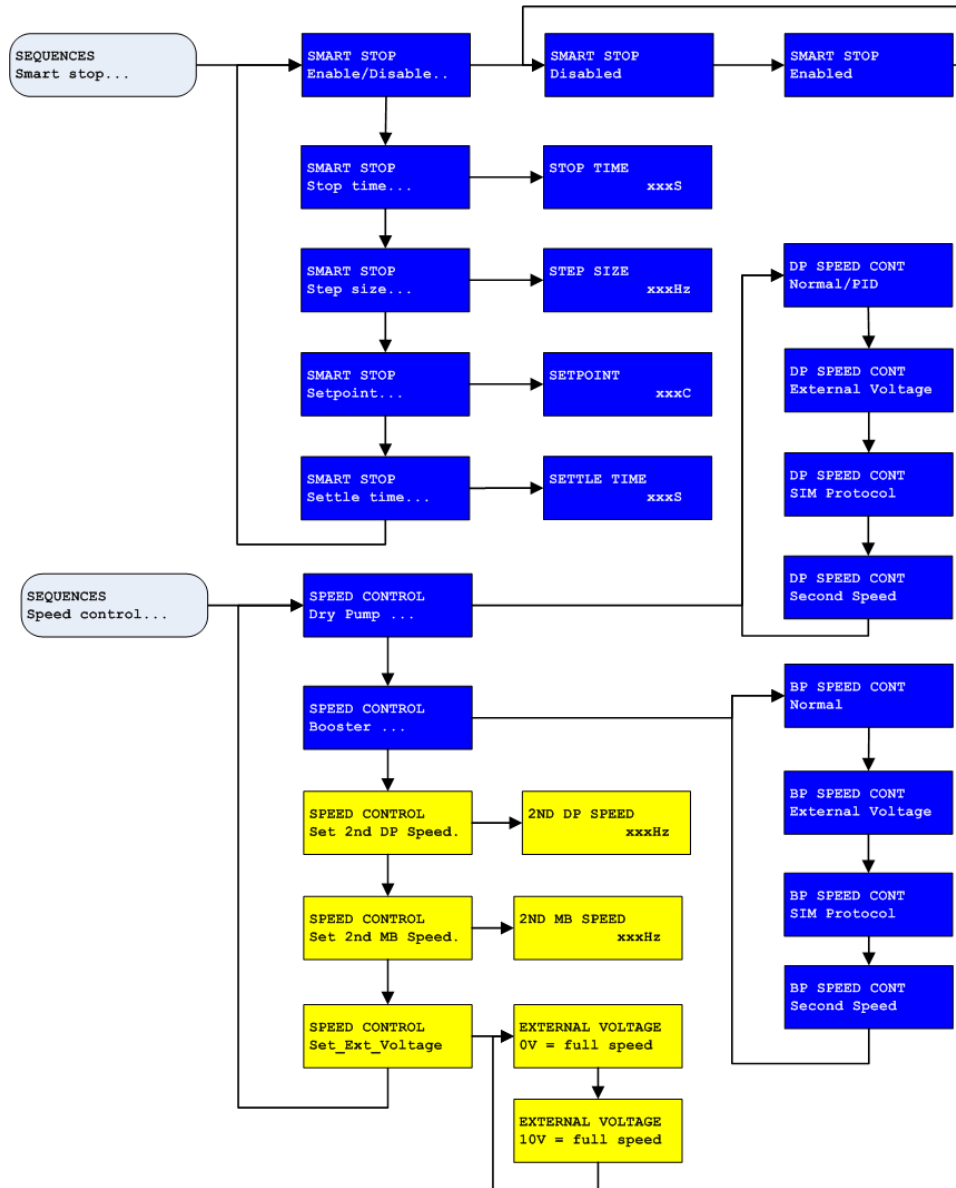 SEQUENCES
Smart stop...
SMART STOP
Enable/Disable..
SMART STOP
Disabled
SMART STOP
Enabled
SMART STOP
Stop time...
STOP TIME
xxxS
SMART STOP
Step size...
STEP SIZE
xxxHz
SMART STOP
Setpoint...
SETPOINT
xxxC
SMART STOP
Settle time...
SETTLE TIME
xxxS
DP SPEED CONT
Normal/PID
DP SPEED CONT
External Voltage
DP SPEED CONT
SIM Protocol
DP SPEED CONT
Second Speed
SEQUENCES
Speed control...
SPEED CONTROL
Dry Pump ...
SPEED CONTROL
Booster ...
SPEED CONTROL
Set 2nd DP Speed.
2ND DP SPEED
xxxHz
SPEED CONTROL
Set 2nd MB Speed.
2ND MB SPEED
xxxHz
SPEED CONTROL
Set_Ext_Voltage
EXTERNAL VOLTAGE
0V = full speed
EXTERNAL VOLTAGE
10V = full speed
BP SPEED CONT
Normal
BP SPEED CONT
External Voltage
BP SPEED CONT
SIM Protocol
BP SPEED CONT
Second Speed